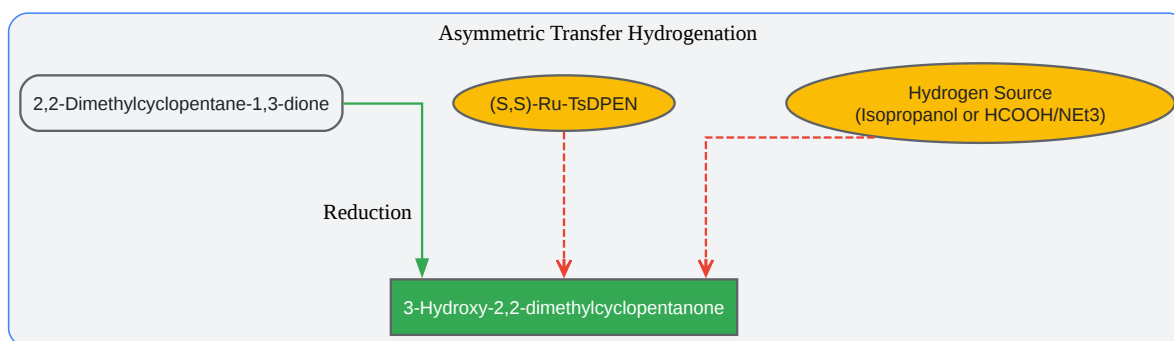 Asymmetric Transfer Hydrogenation
2,2-Dimethylcyclopentane-1,3-dione
(S,S)-Ru-TsDPEN
Hydrogen Source
(Isopropanol or HCOOH/NEt3)
Reduction
3-Hydroxy-2,2-dimethylcyclopentanone